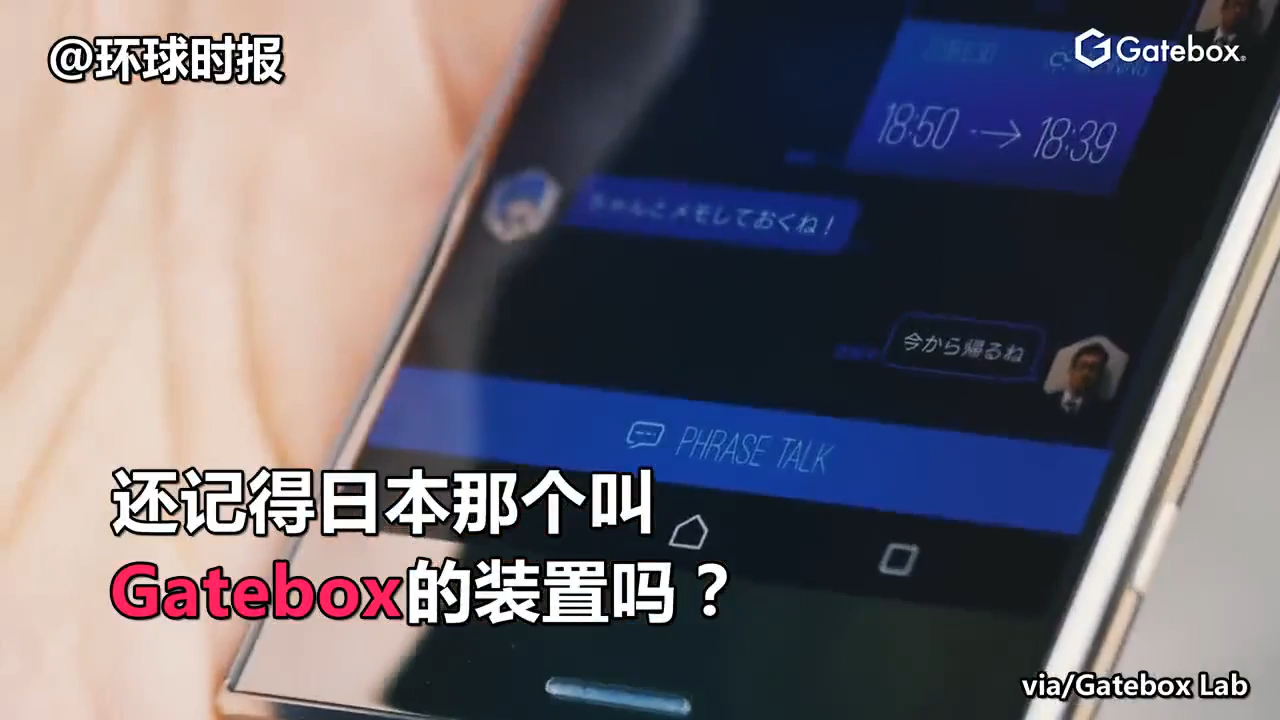 @环球时报
Gatebox
18:50 → 18:39
ちゃんとメモしておくね!
今から帰るね
PHRASE TALK
还记得日本那个叫
Gatebox的装置吗？
via/Gatebox Lab